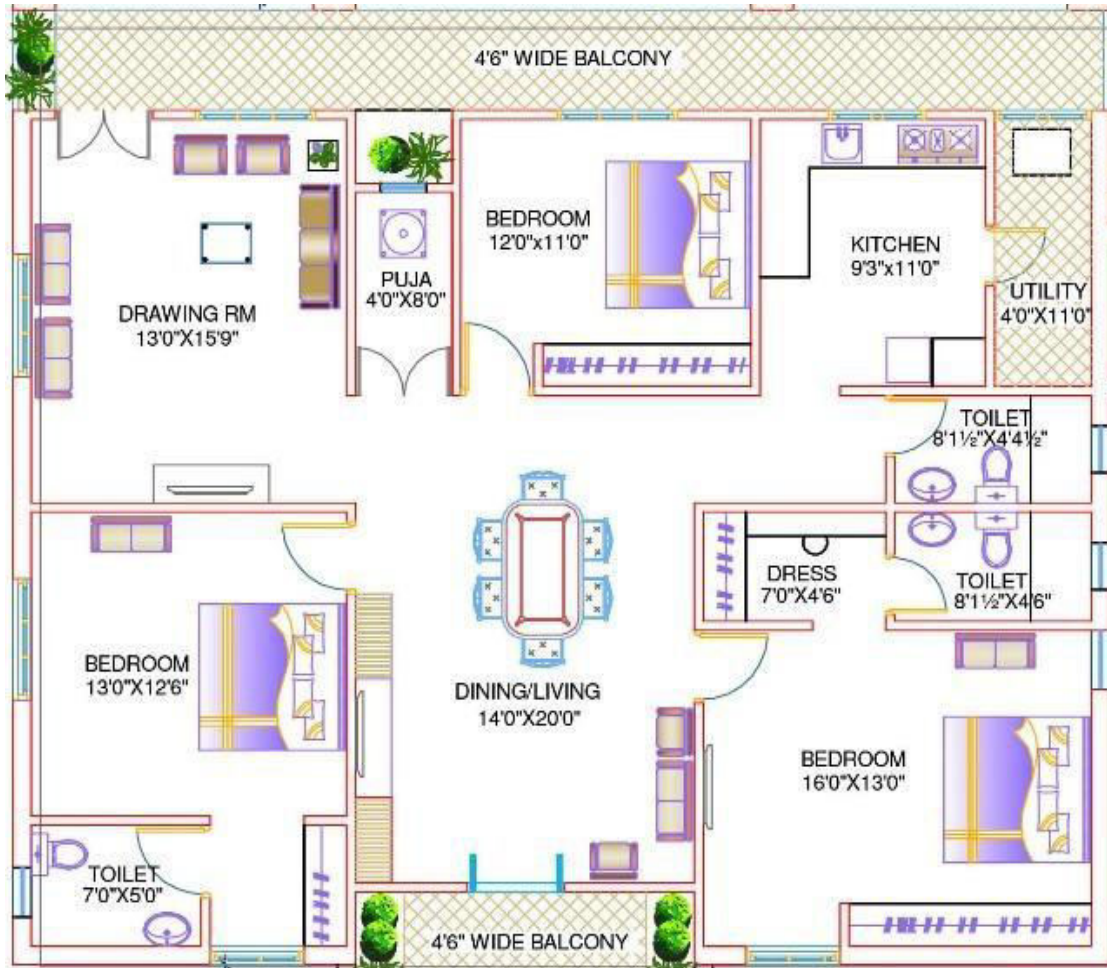 4'6" WIDE BALCONY
BEDROOM
12'0"x11'0"
KITCHEN
9'3"x11'0"
PUJA
4'0"X8'0"
UTILITY
4'0"X11'0"
DRAWING RM
13'0"X15'9"
TOILET
8'1½"X4'4½"
DRESS
7'0"X4'6"
TOILET
8'1½"X4'6"
BEDROOM
13'0"X12'6"
DINING/LIVING
14'0"X20'0"
BEDROOM
16'0"X13'0"
TOILET
7'0"X5'0"
4'6" WIDE BALCONY